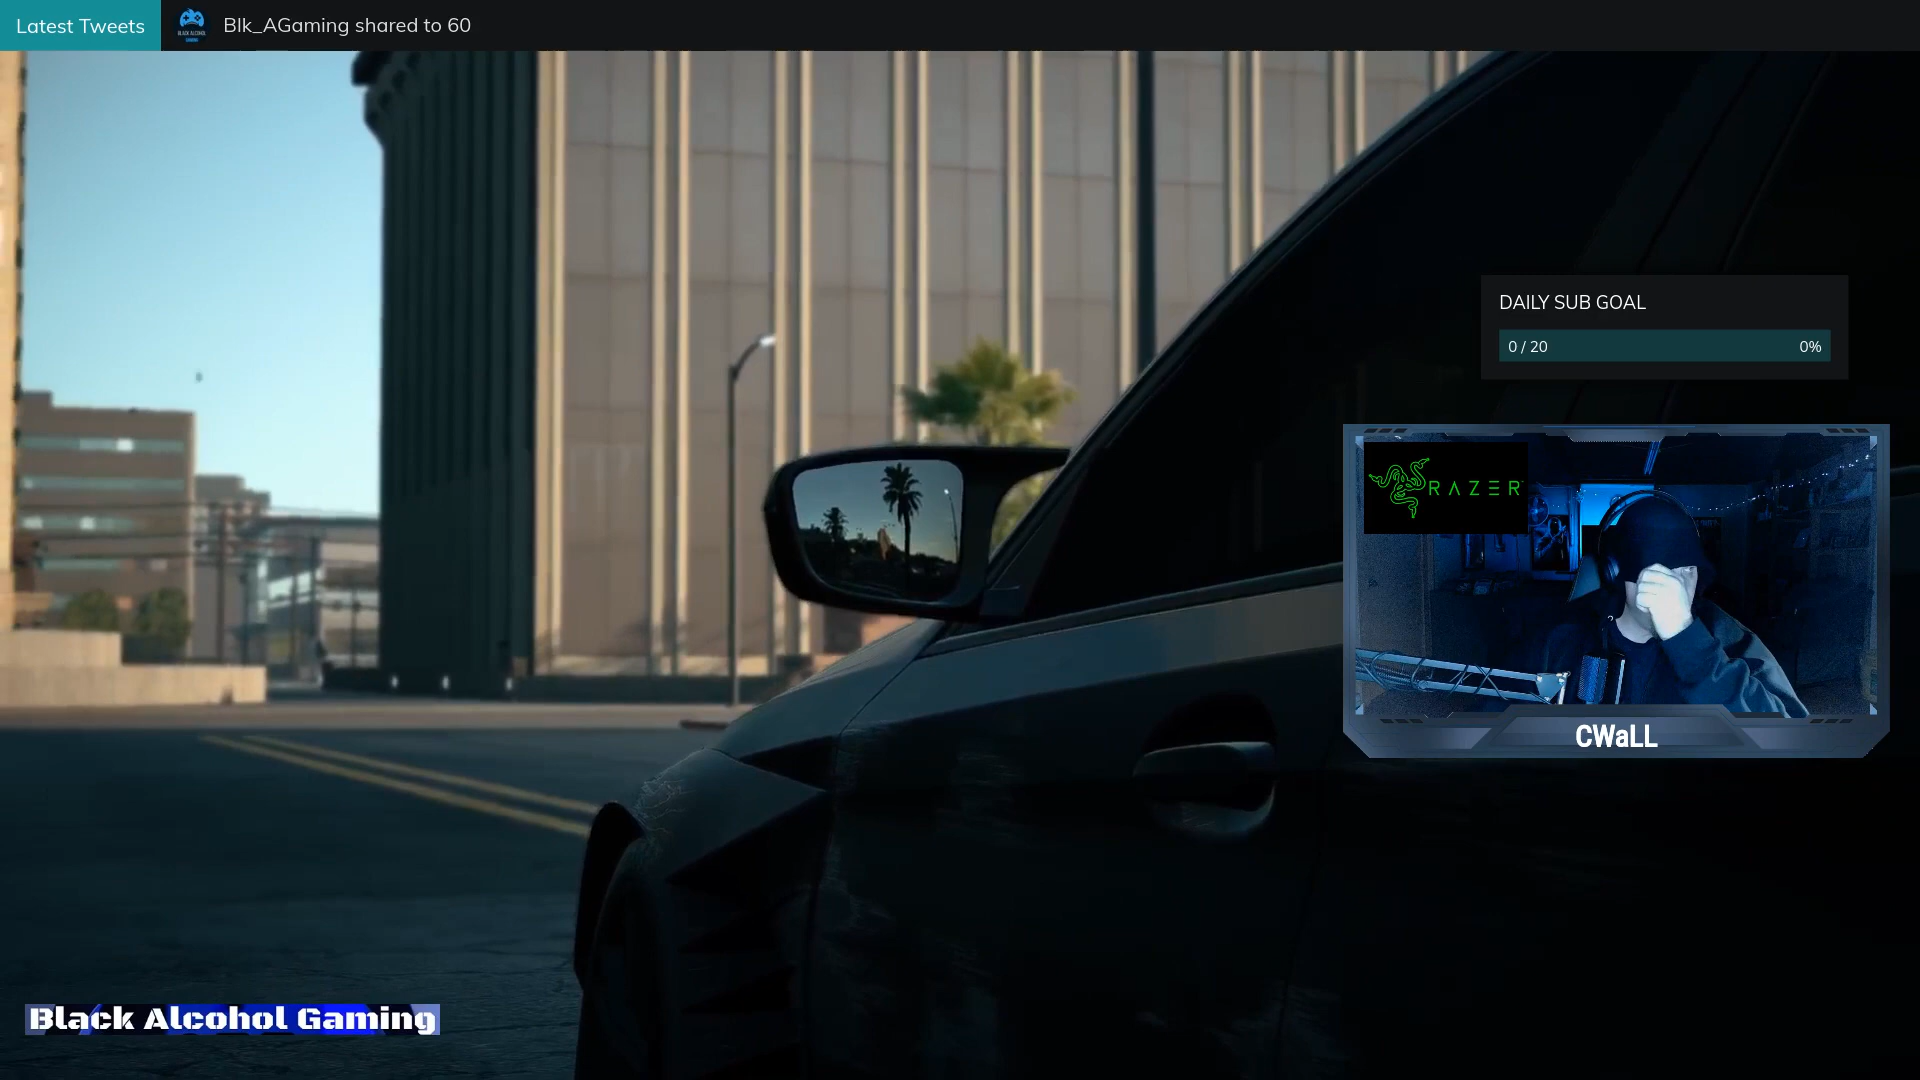 Latest Tweets
Blk_AGaming shared to 60
DAILY SUB GOAL
0 / 20 0%
RAZER
CWaLL
Black Alcohol Gaming